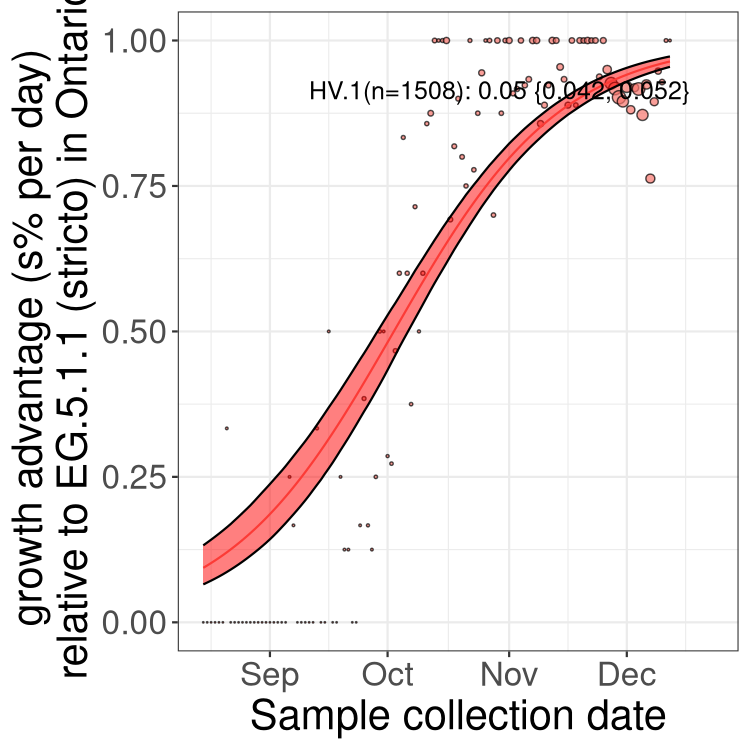 growth advantage (s% per day)
relative to EG.5.1.1 (stricto) in Ontario
1.00
0.75
0.50
0.25
0.00
HV.1(n=1508): 0.05 {0.042, 0.052}
Sep Oct Nov Dec
Sample collection date